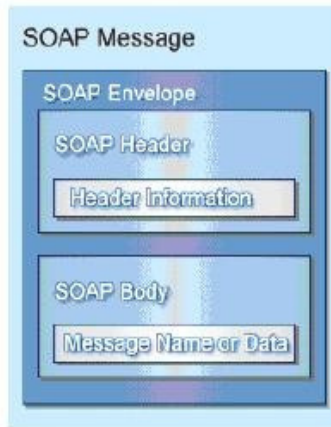 SOAP Message
SOAP Envelope
SOAP Header
Header Information
SOAP Body
Message Name or Data